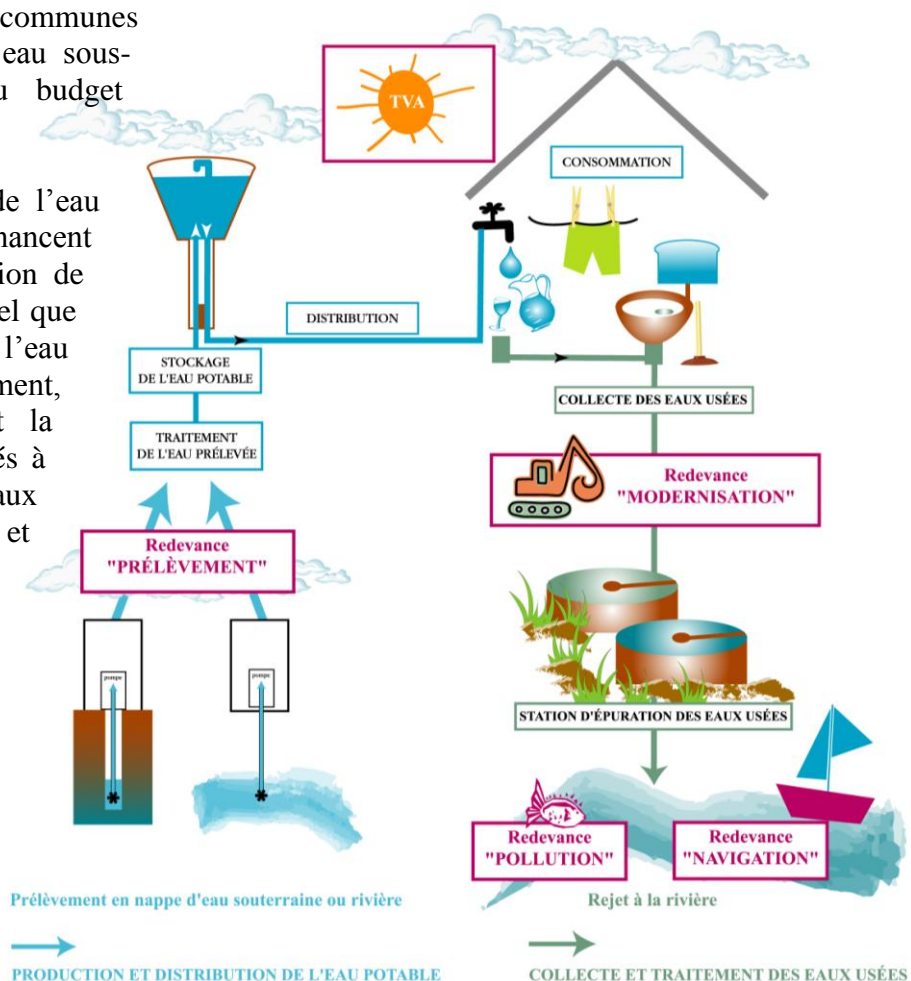 communes
eau sous-
u budget
de l’eau
nancent
ion de
el que
l’eau
ment,
t la
és à
aux
et
TVA
CONSOMMATION
DISTRIBUTION
STOCKAGE
DE L'EAU POTABLE
TRAITEMENT
DE L'EAU PRÉLEVÉE
Redevance
"PRÉLÈVEMENT"
pompe
pompe
COLLECTE DES EAUX USÉES
Redevance
"MODERNISATION"
STATION D'ÉPURATION DES EAUX USÉES
Redevance
"POLLUTION"
Redevance
"NAVIGATION"
Prélèvement en nappe d'eau souterraine ou rivière
Rejet à la rivière
PRODUCTION ET DISTRIBUTION DE L'EAU POTABLE
COLLECTE ET TRAITEMENT DES EAUX USÉES